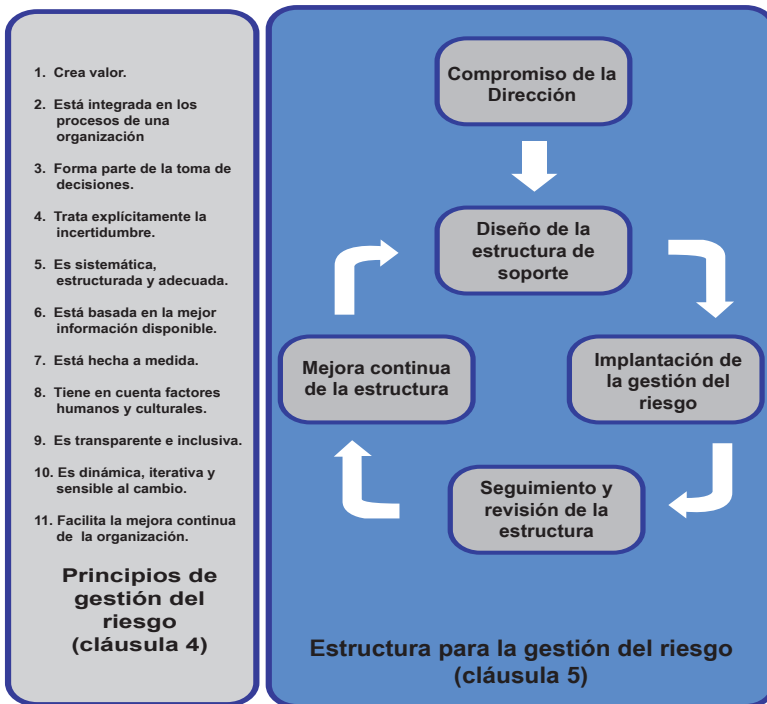 1. Crea valor.
2. Está integrada en los
procesos de una
organización
3. Forma parte de la toma de
decisiones.
4. Trata explícitamente la
incertidumbre.
5. Es sistemática,
estructurada y adecuada.
6. Está basada en la mejor
información disponible.
7. Está hecha a medida.
8. Tiene en cuenta factores
humanos y culturales.
9. Es transparente e inclusiva.
10. Es dinámica, iterativa y
sensible al cambio.
11. Facilita la mejora continua
de la organización.
Principios de
gestión del
riesgo
(cláusula 4)
Compromiso de la
Dirección
Diseño de la
estructura de
soporte
Implantación de
la gestión del
riesgo
Seguimiento y
revisión de la
estructura
Mejora continua
de la estructura
Estructura para la gestión del riesgo
(cláusula 5)